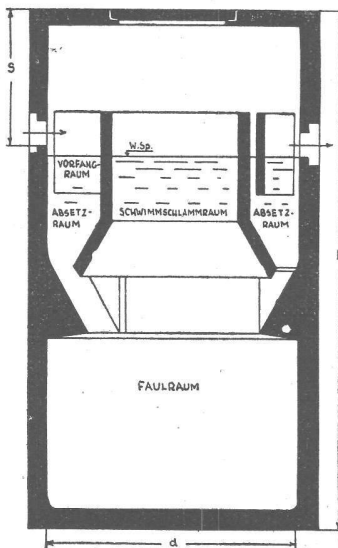 S
W.Sp.
VORFANG-
RAUM
ABSETZ-
RAUM
SCHWIMMSCHLAMMRAUM
ABSETZ-
RAUM
FAULRAUM
d